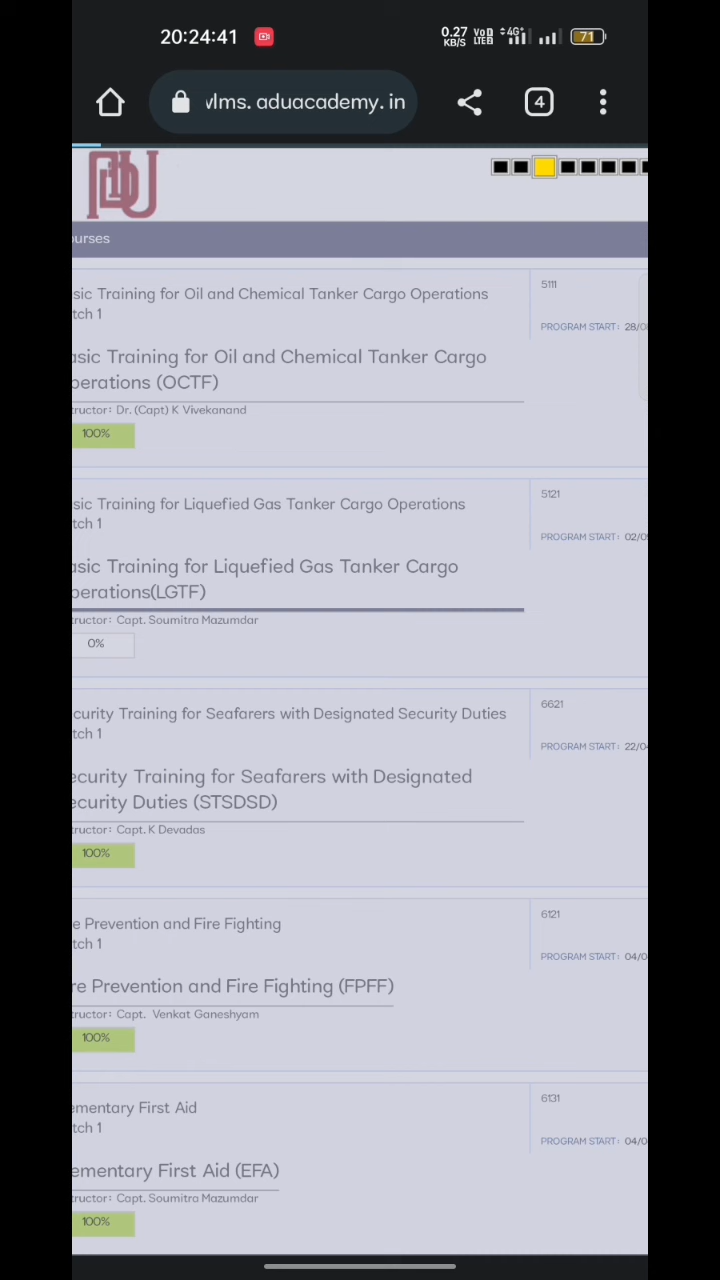 20:24:41
0.27 KB/S VoD LTE 4G+ 71
vlms. aduacademy. in 4
ADU
ourses
sic Training for Oil and Chemical Tanker Cargo Operations
tch 1
5111
PROGRAM START: 28/0
asic Training for Oil and Chemical Tanker Cargo
perations (OCTF)
tructor: Dr. (Capt) K Vivekanand
100%
sic Training for Liquefied Gas Tanker Cargo Operations
tch 1
5121
PROGRAM START: 02/0
asic Training for Liquefied Gas Tanker Cargo
perations(LGTF)
tructor: Capt. Soumitra Mazumdar
0%
curity Training for Seafarers with Designated Security Duties
tch 1
6621
PROGRAM START: 22/0
ecurity Training for Seafarers with Designated
ecurity Duties (STSDSD)
tructor: Capt. K Devadas
100%
e Prevention and Fire Fighting
tch 1
6121
PROGRAM START: 04/0
re Prevention and Fire Fighting (FPFF)
tructor: Capt. Venkat Ganeshyam
100%
ementary First Aid
tch 1
6131
PROGRAM START: 04/0
ementary First Aid (EFA)
tructor: Capt. Soumitra Mazumdar
100%